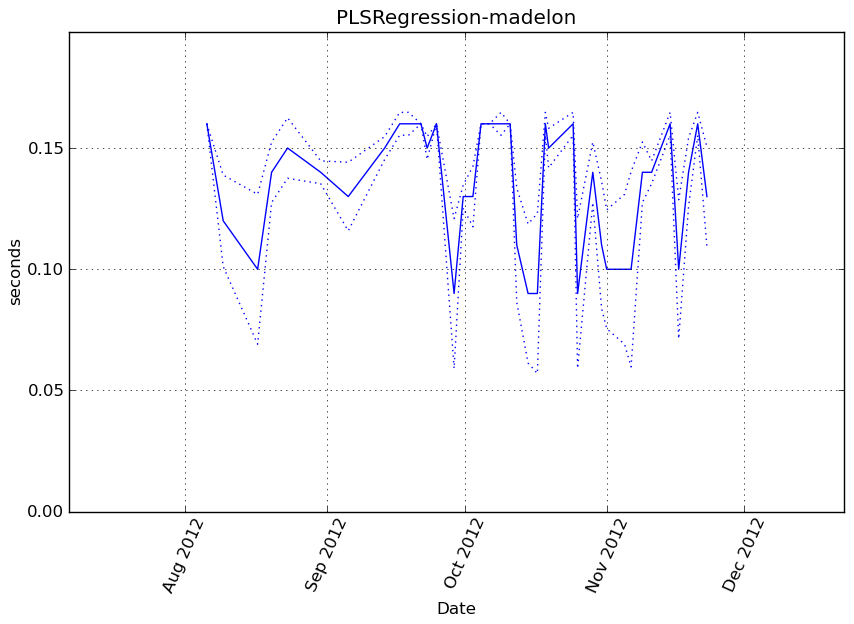 PLSRegression-madelon
0.15
0.10
0.05
0.00
seconds
Aug 2012
Sep 2012
Oct 2012
Nov 2012
Dec 2012
Date